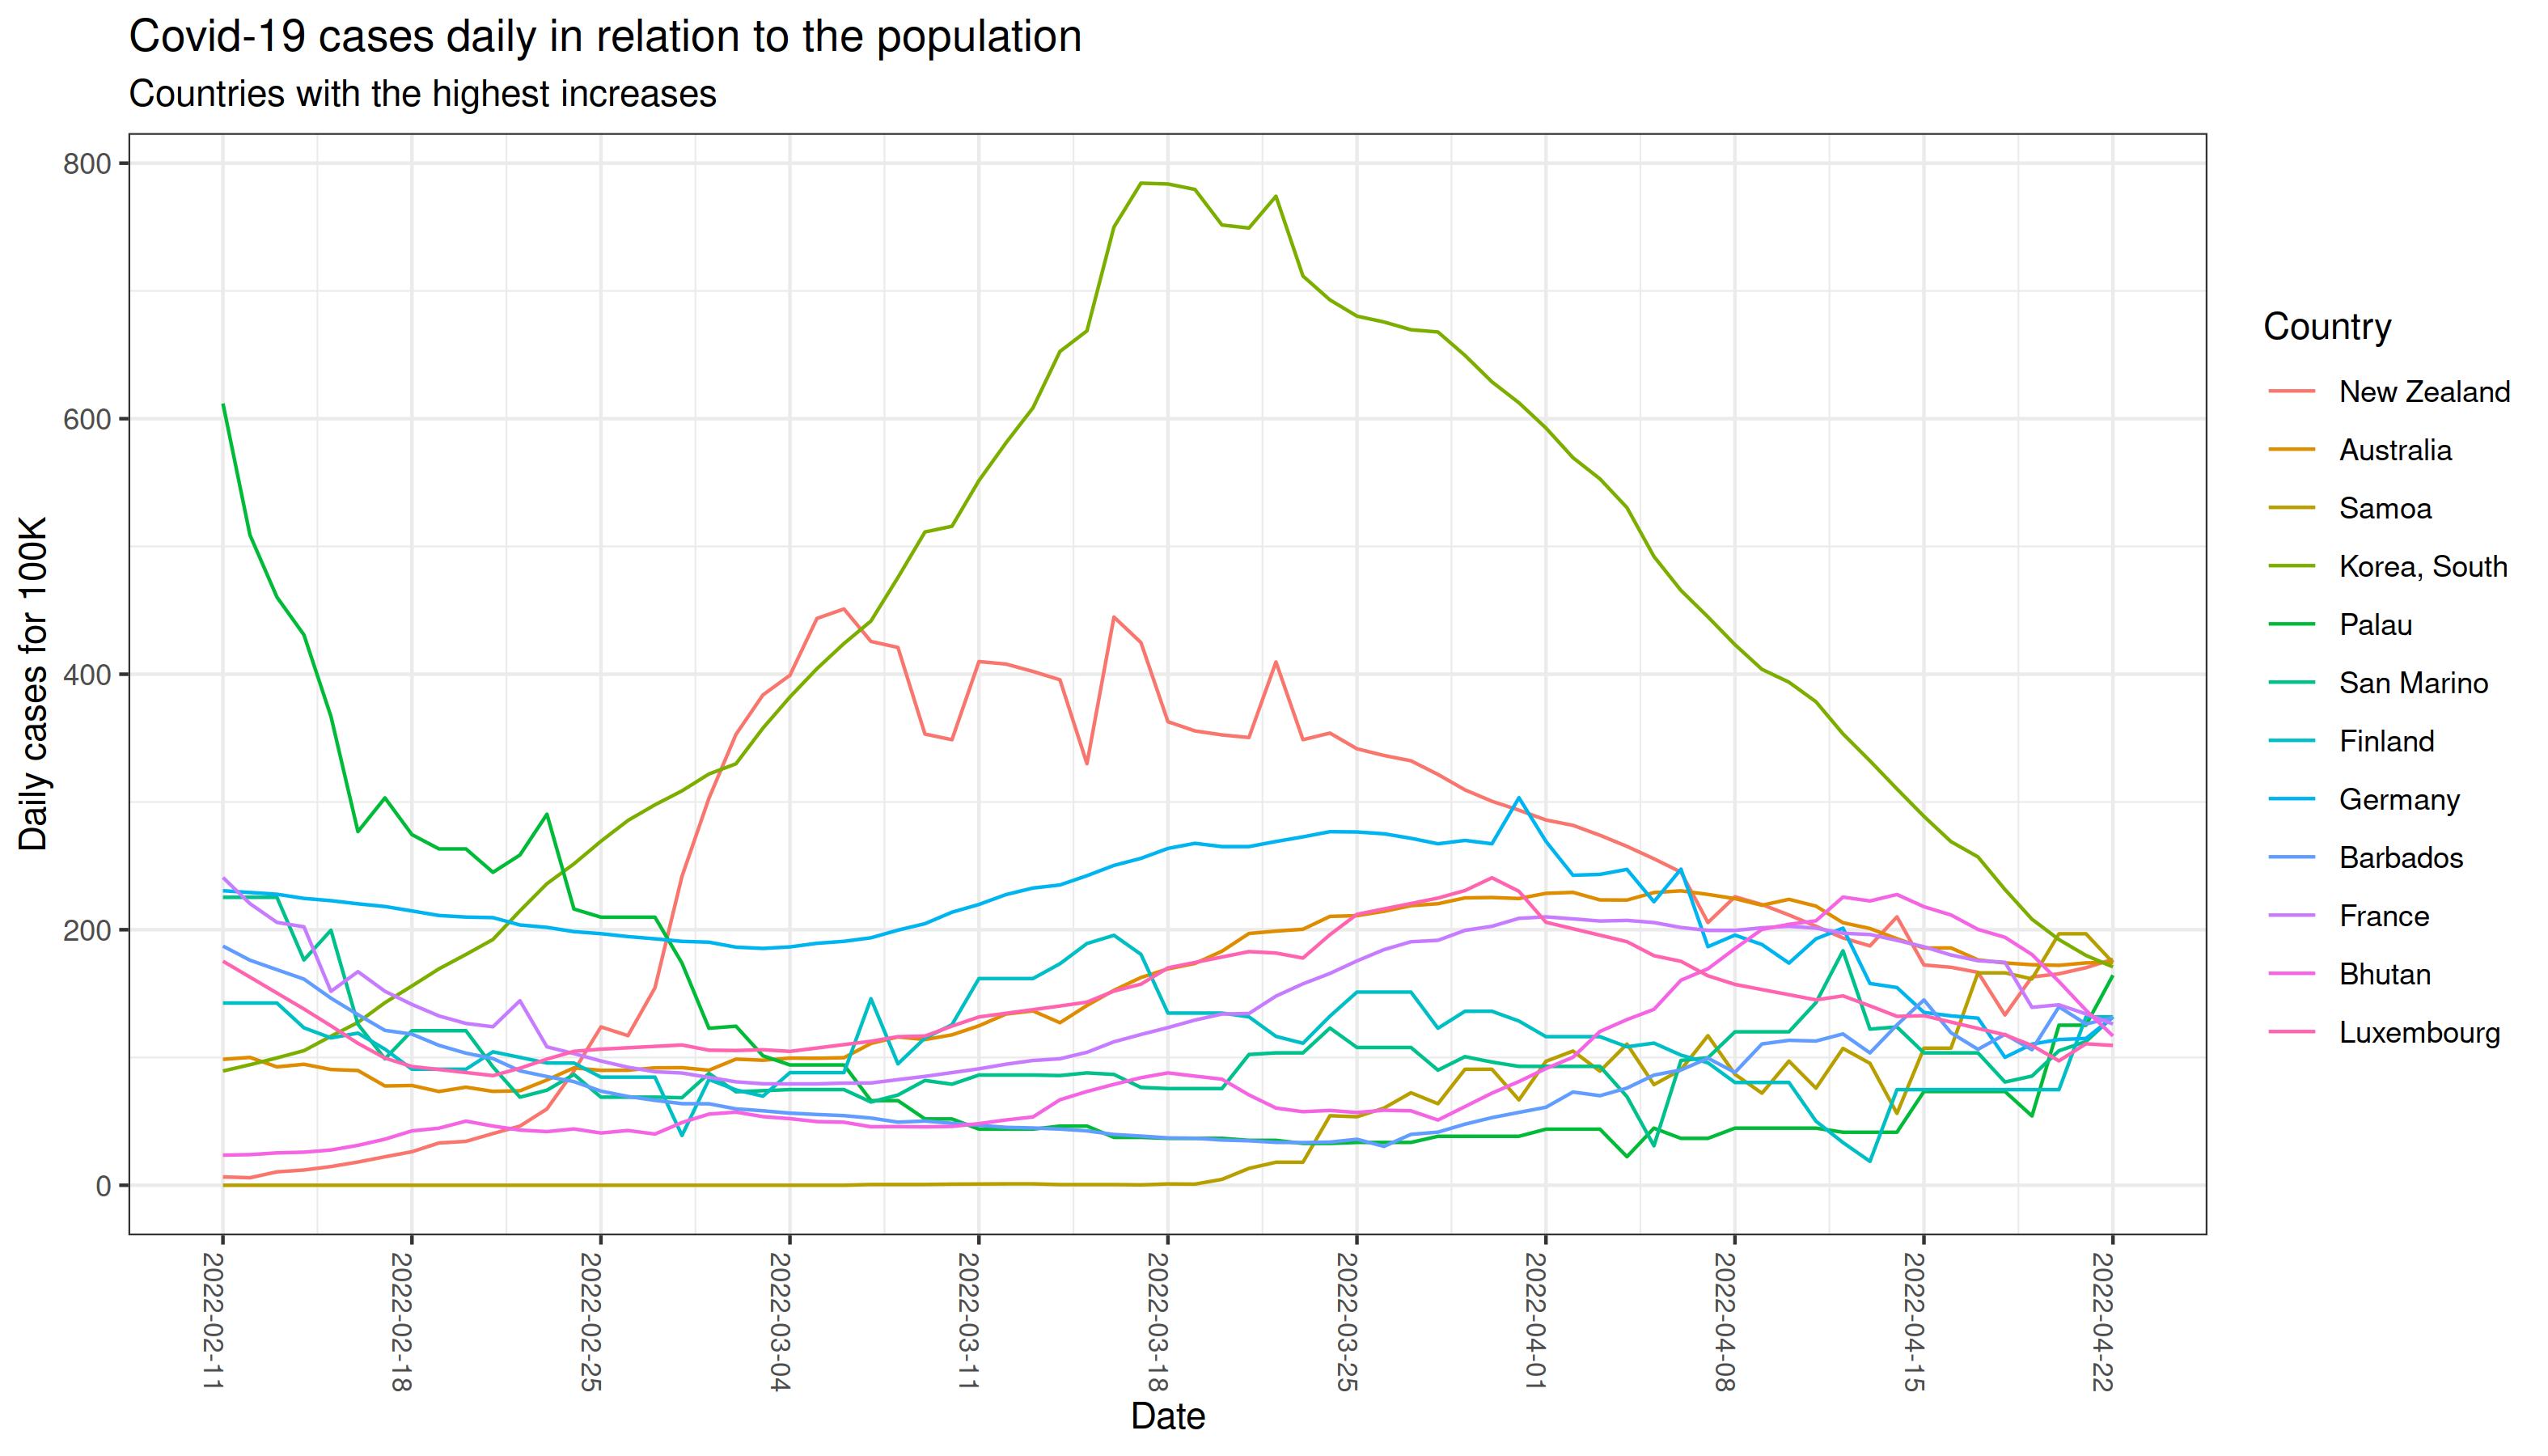 Covid-19 cases daily in relation to the population
Countries with the highest increases
Daily cases for 100K
800
600
400
200
0
2022-02-11
2022-02-18
2022-02-25
2022-03-04
2022-03-11
2022-03-18
2022-03-25
2022-04-01
2022-04-08
2022-04-15
2022-04-22
Date
Country
New Zealand
Australia
Samoa
Korea, South
Palau
San Marino
Finland
Germany
Barbados
France
Bhutan
Luxembourg